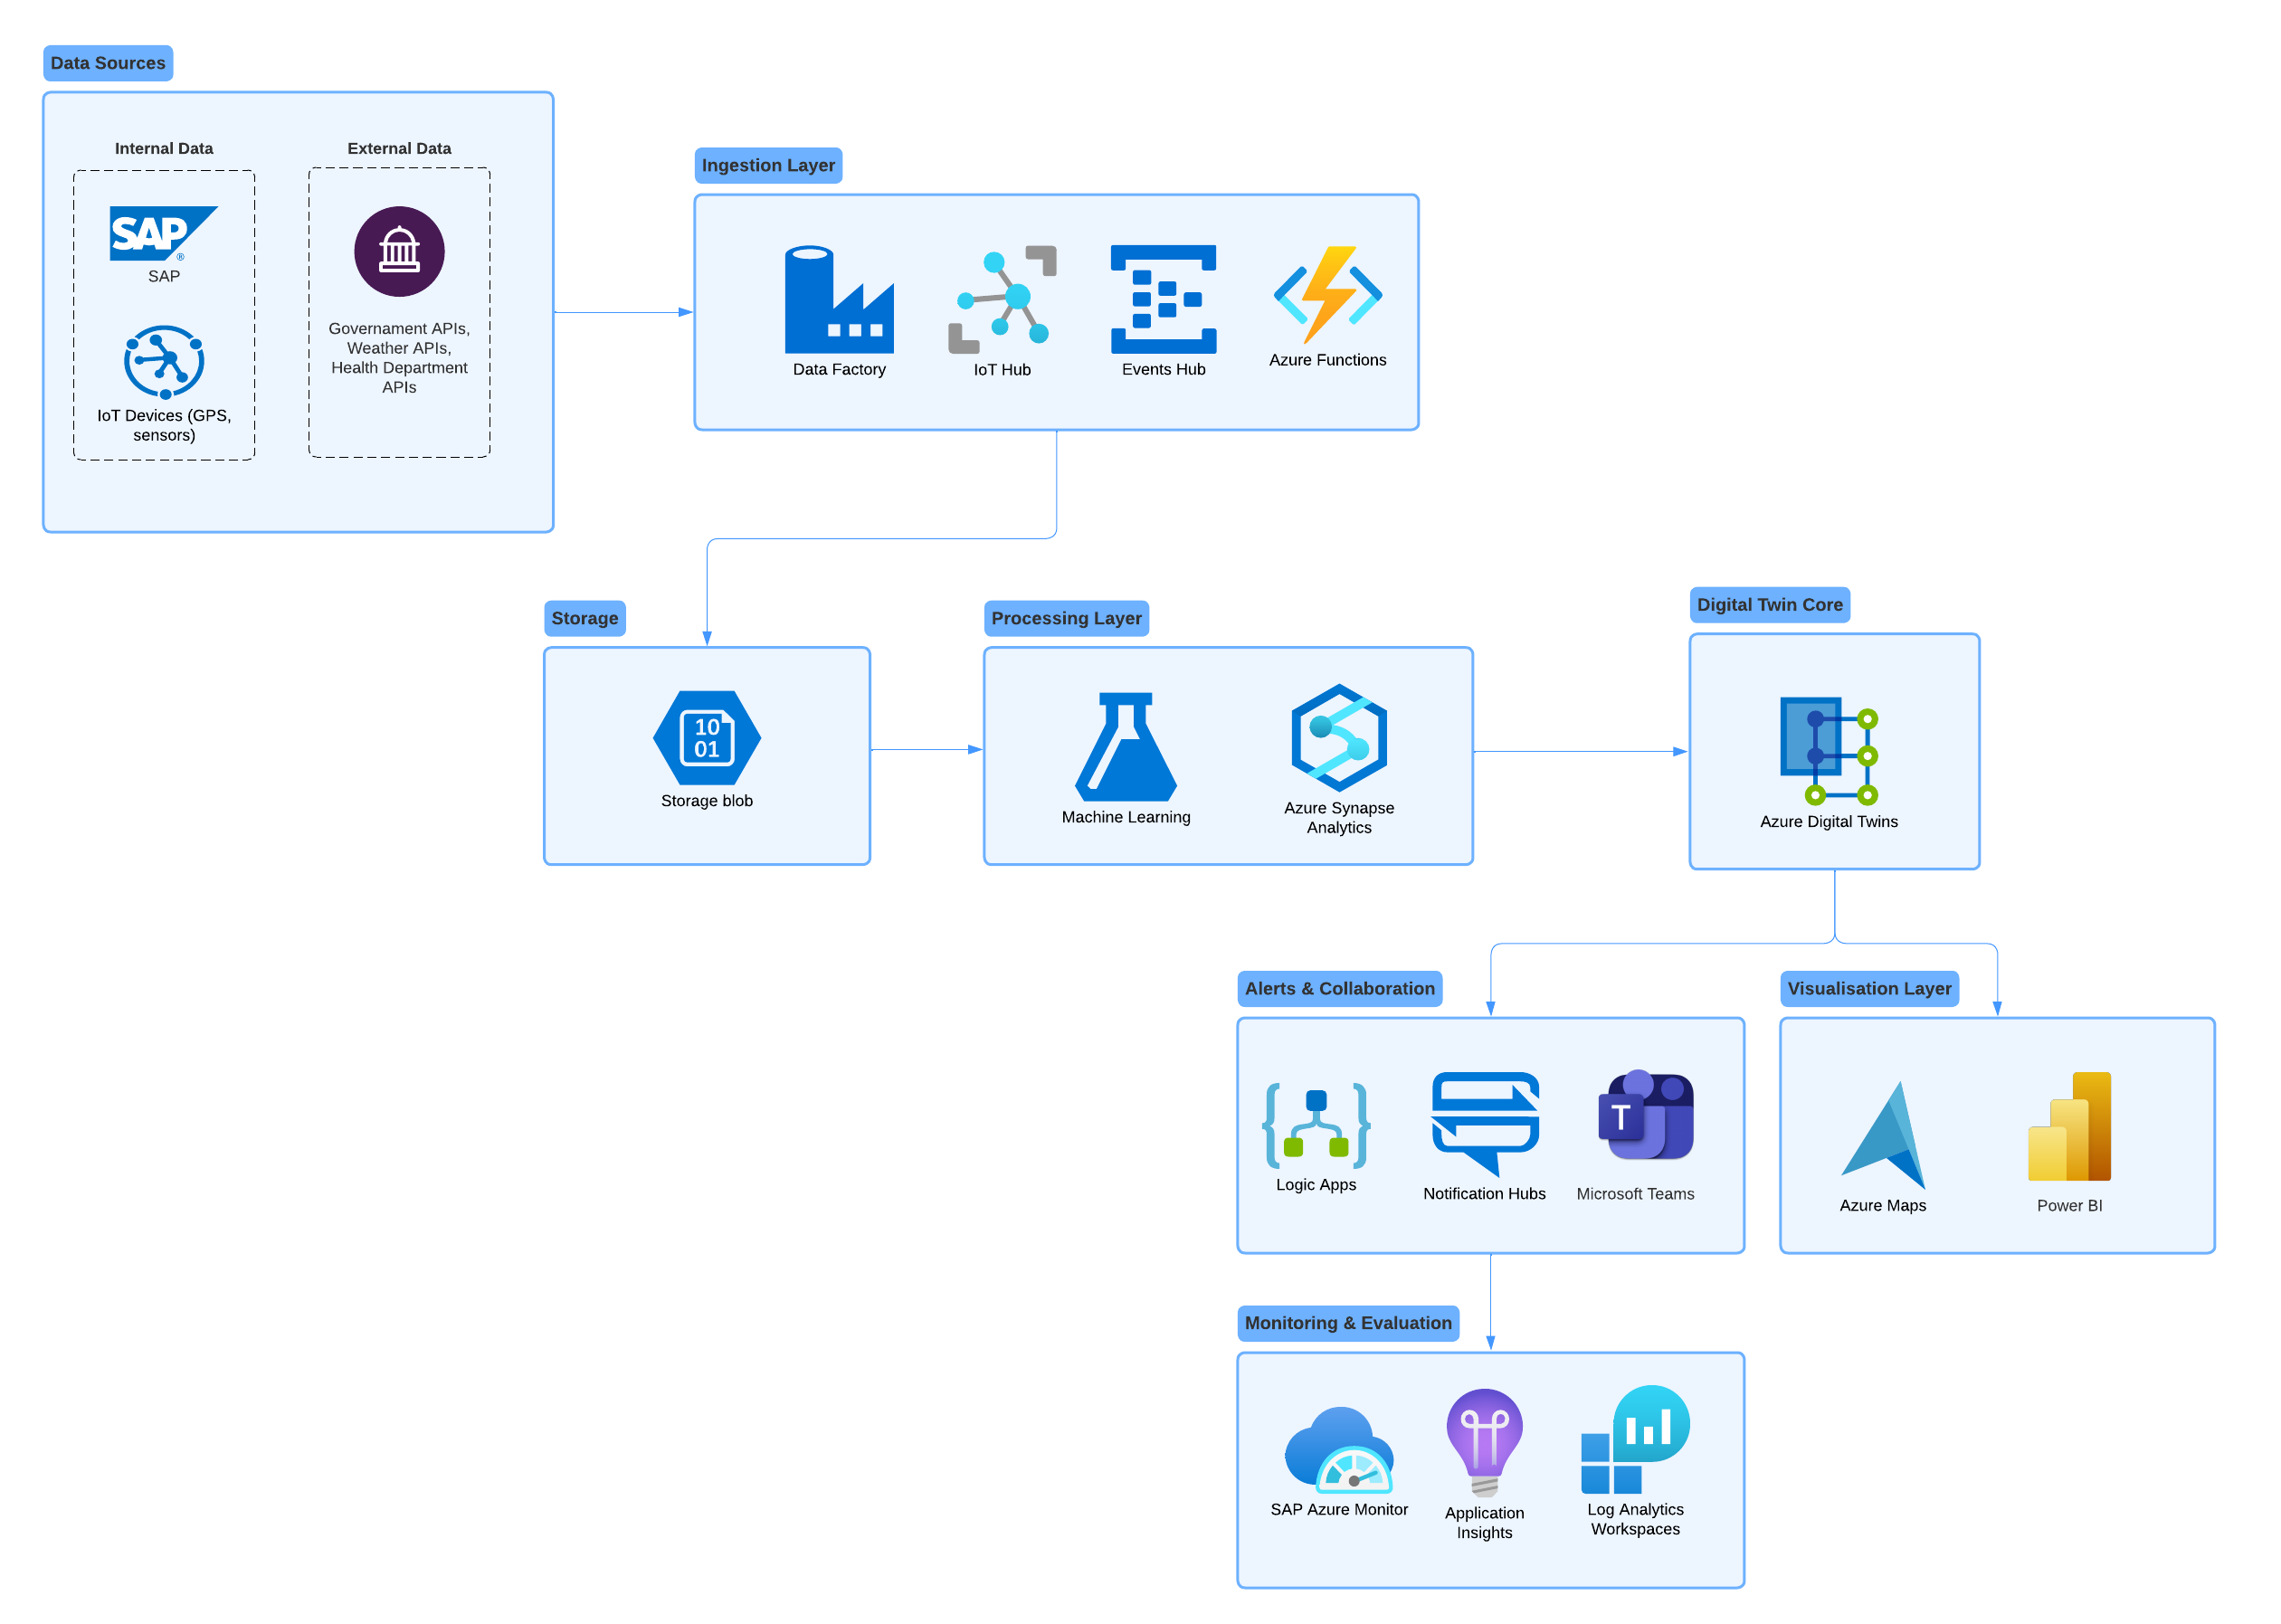 Data Sources
Internal Data
External Data
SAP
®
SAP
IoT Devices (GPS,
sensors)
Governament APIs,
Weather APIs,
Health Department
APIs
Ingestion Layer
Data Factory
IoT Hub
Events Hub
Azure Functions
Storage
10
01
Storage blob
Processing Layer
Machine Learning
Azure Synapse
Analytics
Digital Twin Core
Azure Digital Twins
Alerts & Collaboration
Logic Apps
Notification Hubs
T
Microsoft Teams
Visualisation Layer
Azure Maps
Power BI
Monitoring & Evaluation
SAP Azure Monitor
Application
Insights
Log Analytics
Workspaces